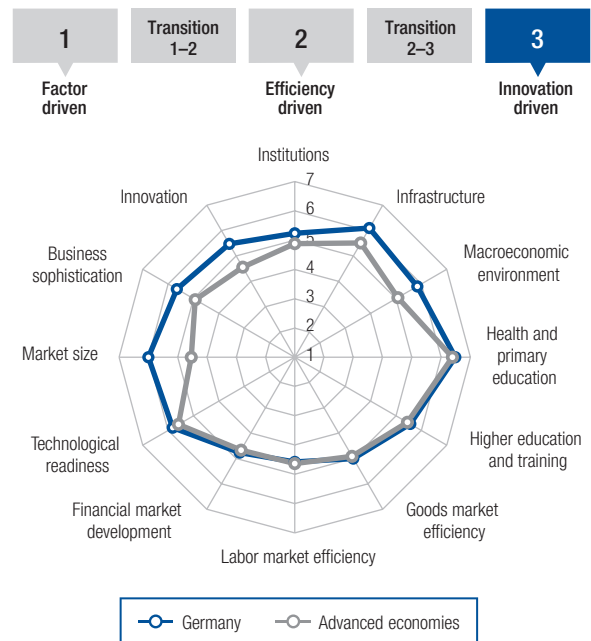 1
Transition
1–2
2
Transition
2–3
3
Factor
driven
Efficiency
driven
Innovation
driven
Institutions
7
6
5
4
3
2
1
Infrastructure
Macroeconomic
environment
Health and
primary
education
Higher education
and training
Goods market
efficiency
Labor market efficiency
Financial market
development
Technological
readiness
Market size
Business
sophistication
Innovation
Germany
Advanced economies